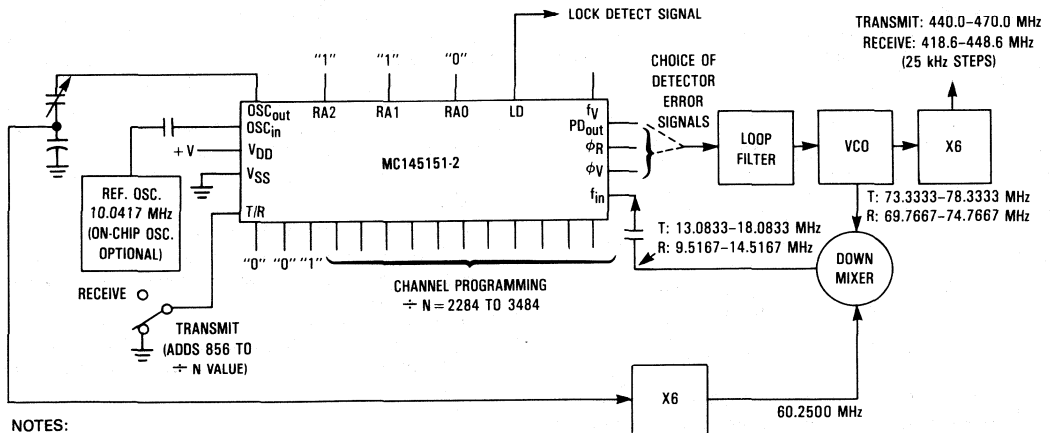 LOCK DETECT SIGNAL
TRANSMIT: 440.0–470.0 MHz
RECEIVE: 418.6–448.6 MHz
(25 kHz STEPS)
"1" "1" "0"
CHOICE OF
DETECTOR
ERROR
SIGNALS
OSCout RA2 RA1 RA0 LD fV
OSCin
PDout
+V VDD
ϕR
MC145151-2
VSS
ϕV
T/R
fin
LOOP
FILTER
VCO
X6
REF. OSC.
10.0417 MHz
(ON-CHIP OSC.
OPTIONAL)
T: 73.3333–78.3333 MHz
R: 69.7667–74.7667 MHz
T: 13.0833–18.0833 MHz
R: 9.5167–14.5167 MHz
DOWN
MIXER
"0" "0" "1"
CHANNEL PROGRAMMING
÷ N = 2284 TO 3484
RECEIVE
TRANSMIT
(ADDS 856 TO
÷ N VALUE)
X6
60.2500 MHz
NOTES: